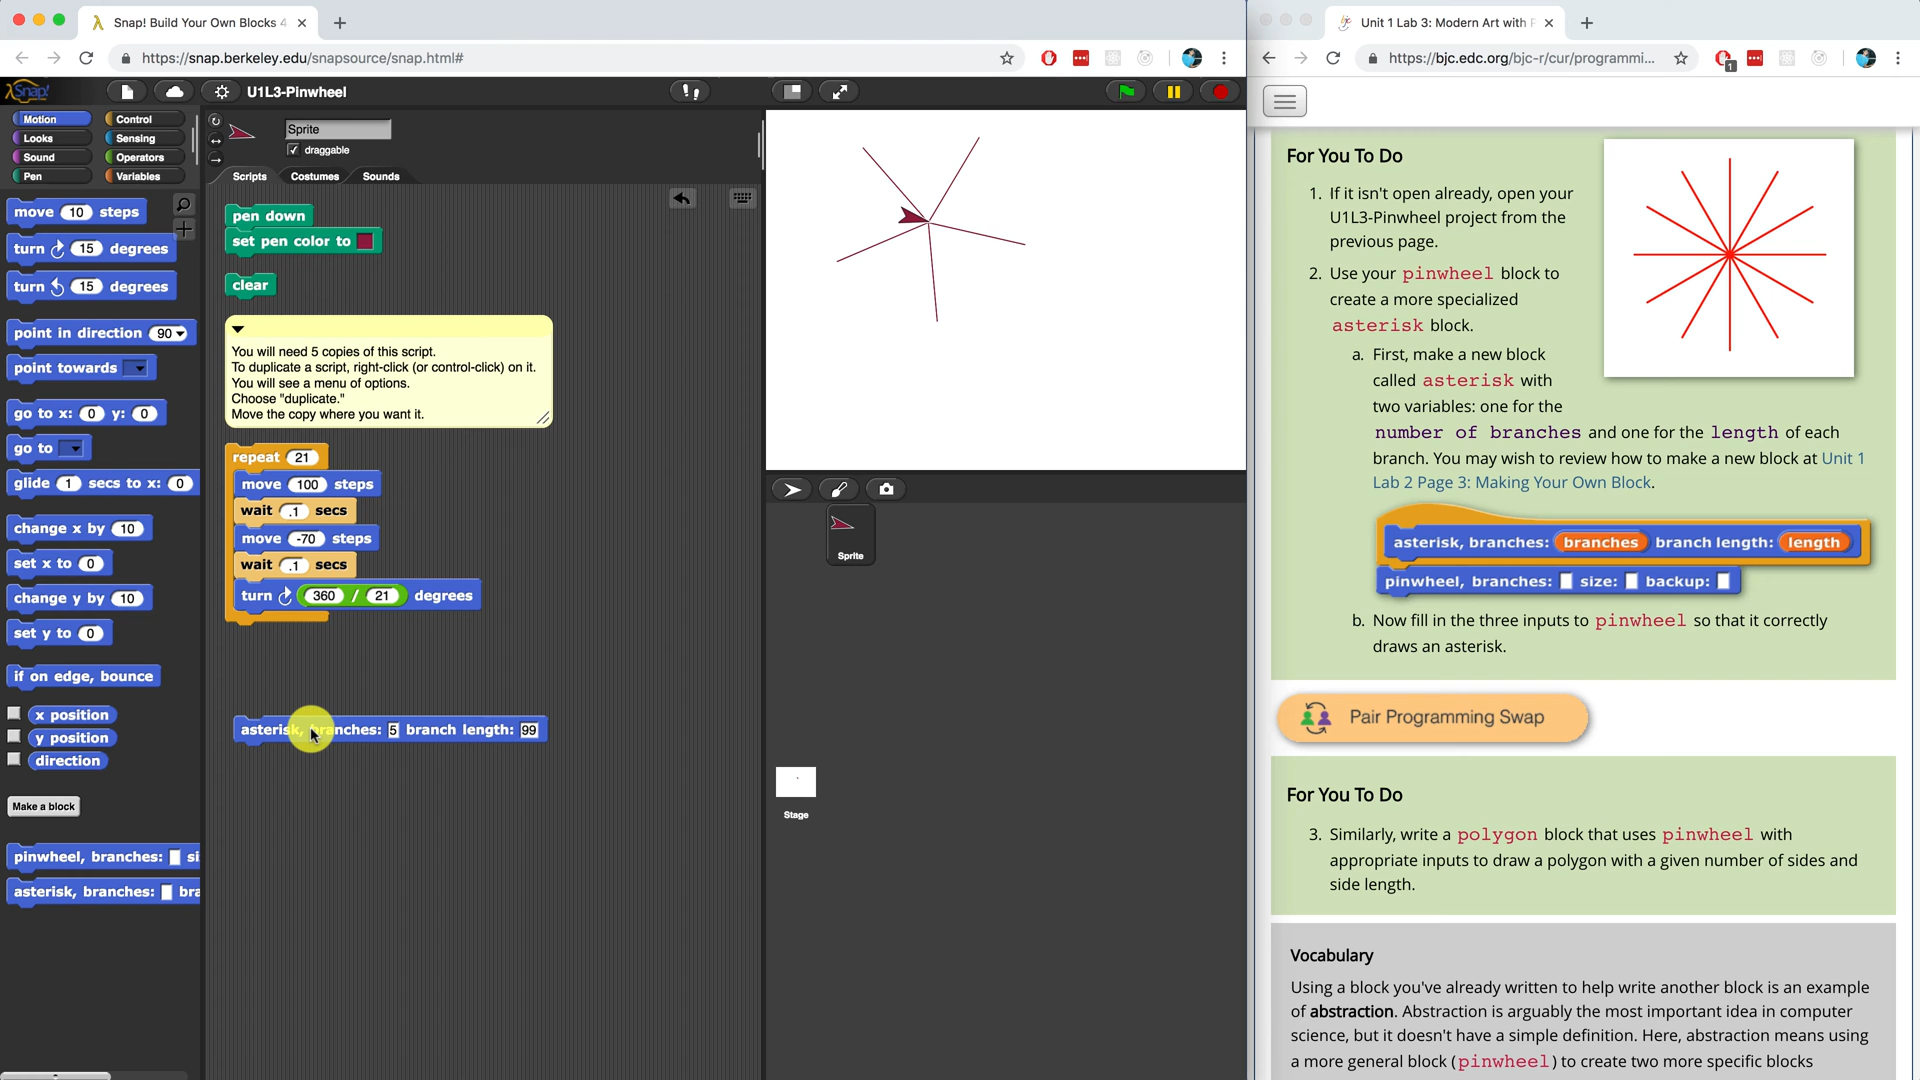 Snap! Build Your Own Blocks 4
https://snap.berkeley.edu/snapsource/snap.html#
Snap!
U1L3-Pinwheel
Motion
Control
Looks
Sensing
Sound
Operators
Pen
Variables
move 10 steps
turn 15 degrees
turn 15 degrees
point in direction 90
point towards
go to x: 0 y: 0
go to
glide 1 secs to x: 0
change x by 10
set x to 0
change y by 10
set y to 0
if on edge, bounce
x position
y position
direction
Make a block
pinwheel, branches: si
asterisk, branches: bra
Sprite
draggable
Scripts Costumes Sounds
pen down
set pen color to
clear
You will need 5 copies of this script.
To duplicate a script, right-click (or control-click) on it.
You will see a menu of options.
Choose "duplicate."
Move the copy where you want it.
repeat 21
move 100 steps
wait .1 secs
move -70 steps
wait .1 secs
turn 360 / 21 degrees
asterisk, branches: 5 branch length: 99
Sprite
Stage
Unit 1 Lab 3: Modern Art with P
https://bjc.edc.org/bjc-r/cur/programmi...
1
For You To Do
1. If it isn't open already, open your
U1L3-Pinwheel project from the
previous page.
2. Use your pinwheel block to
create a more specialized
asterisk block.
a. First, make a new block
called asterisk with
two variables: one for the
number of branches and one for the length of each
branch. You may wish to review how to make a new block at Unit 1
Lab 2 Page 3: Making Your Own Block.
asterisk, branches: branches branch length: length
pinwheel, branches: size: backup:
b. Now fill in the three inputs to pinwheel so that it correctly
draws an asterisk.
Pair Programming Swap
For You To Do
3. Similarly, write a polygon block that uses pinwheel with
appropriate inputs to draw a polygon with a given number of sides and
side length.
Vocabulary
Using a block you've already written to help write another block is an example
of abstraction. Abstraction is arguably the most important idea in computer
science, but it doesn't have a simple definition. Here, abstraction means using
a more general block (pinwheel) to create two more specific blocks